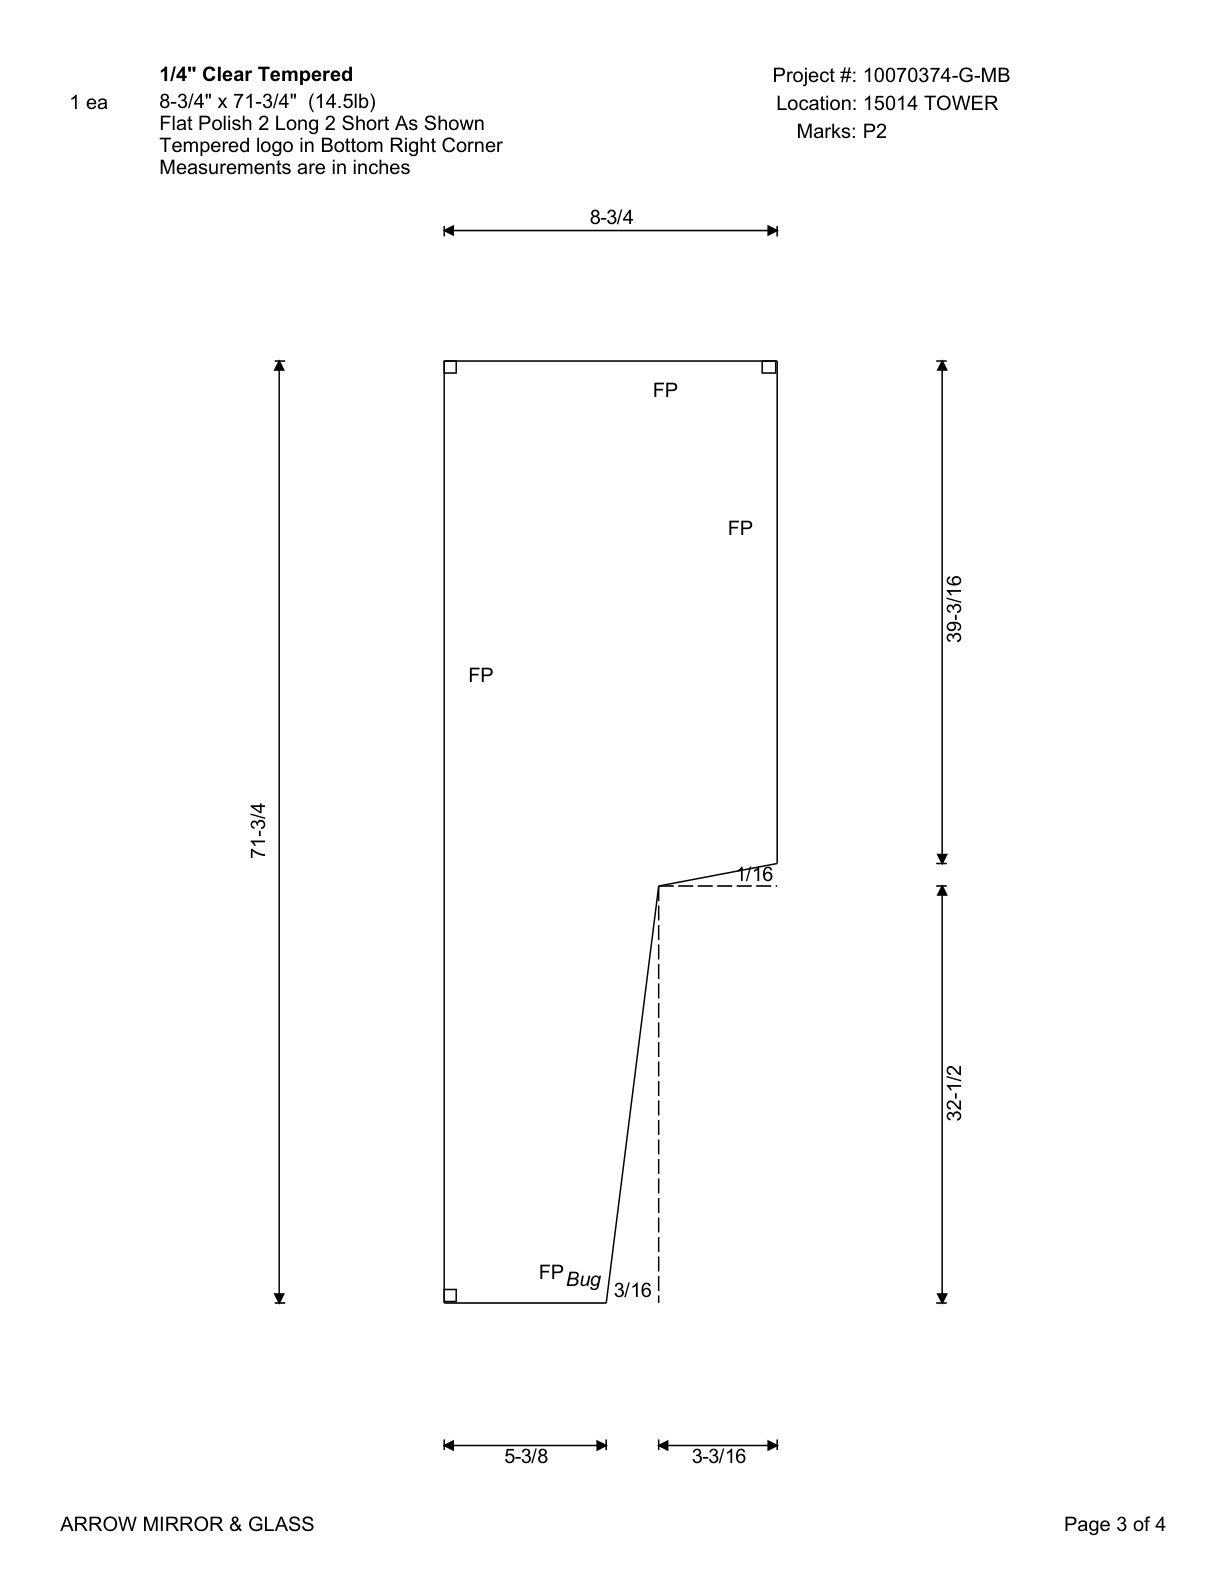 1/4" Clear Tempered
Project #: 10070374-G-MB
1 ea
8-3/4" x 71-3/4" (14.5lb)
Location: 15014 TOWER
Flat Polish 2 Long 2 Short As Shown
Marks: P2
Tempered logo in Bottom Right Corner
Measurements are in inches
8-3/4
FP
FP
39-3/16
FP
71-3/4
1/16
32-1/2
FP Bug
3/16
5-3/8
3-3/16
ARROW MIRROR & GLASS
Page 3 of 4